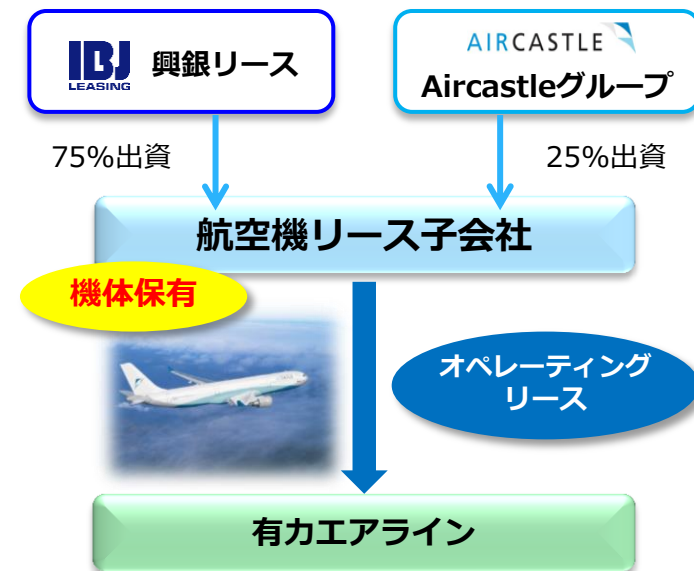 IBJ
LEASING
興銀リース
AIRCASTLE
Aircastleグループ
75%出資
25%出資
航空機リース子会社
機体保有
オペレーティング
リース
有力エアライン